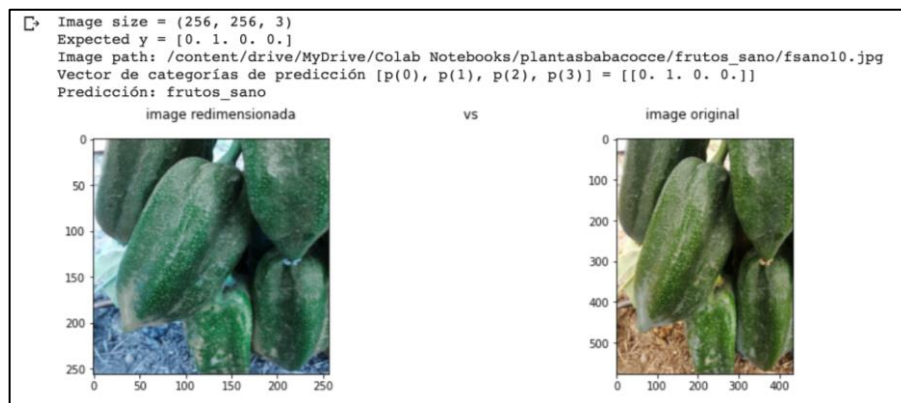 Image size = (256, 256, 3)
Expected y = [0. 1. 0. 0.]
Image path: /content/drive/MyDrive/Colab Notebooks/plantasbabacocce/frutos_sano/fsano10.jpg
Vector de categorías de predicción [p(0), p(1), p(2), p(3)] = [[0. 1. 0. 0.]]
Predicción: frutos_sano
image redimensionada vs image original
0
50
100
150
200
250
0 50 100 150 200 250
0
100
200
300
400
500
0 100 200 300 400